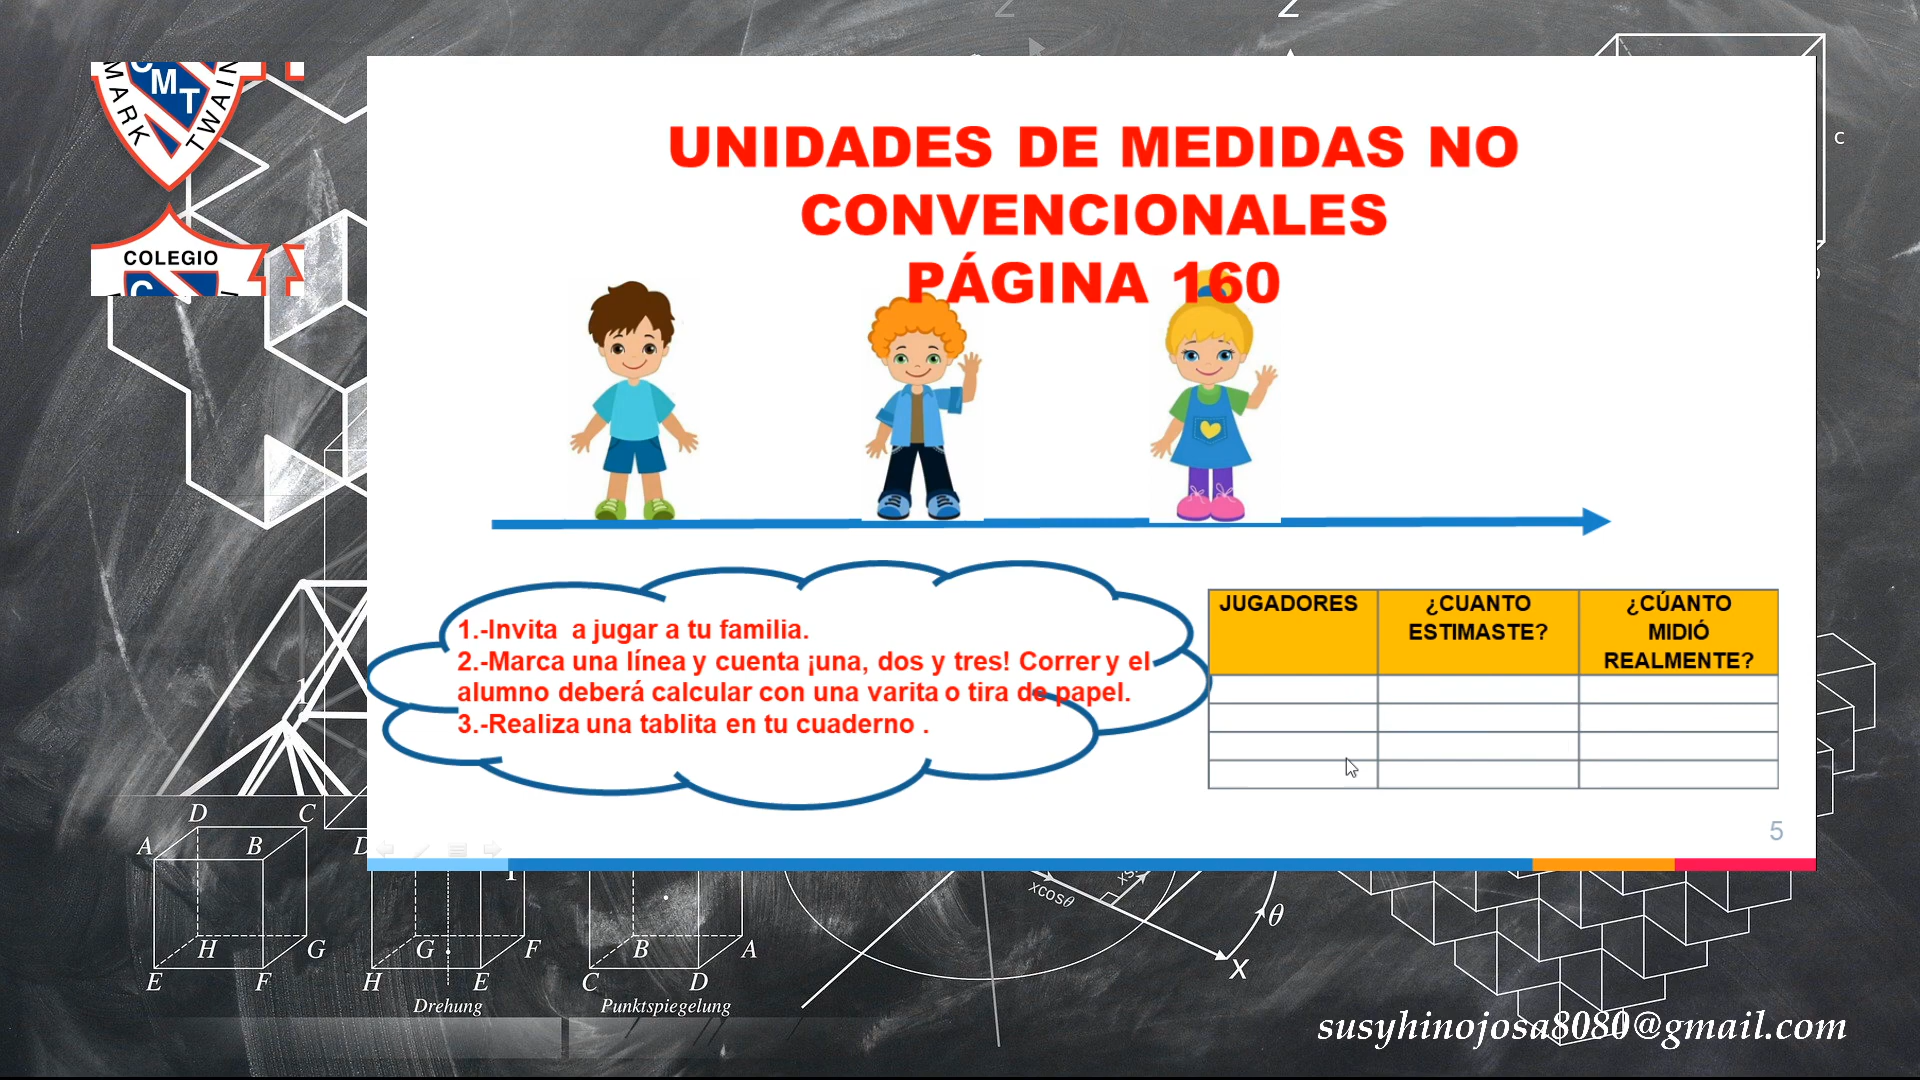 MARK
C
MT
TWAIN
COLEGIO
C
UNIDADES DE MEDIDAS NO
CONVENCIONALES
PÁGINA 160
1.-Invita a jugar a tu familia.
2.-Marca una línea y cuenta ¡una, dos y tres! Correr y el
alumno deberá calcular con una varita o tira de papel.
3.-Realiza una tablita en tu cuaderno .
JUGADORES
¿CUANTO
ESTIMASTE?
¿CÚANTO
MIDIÓ
REALMENTE?
5
Z
c
1
D C
A B
H G
E F
D
1
G F
H E
Drehung
B A
C D
Punktspiegelung
xcosθ
θ
X
susyhinojosa8080@gmail.com